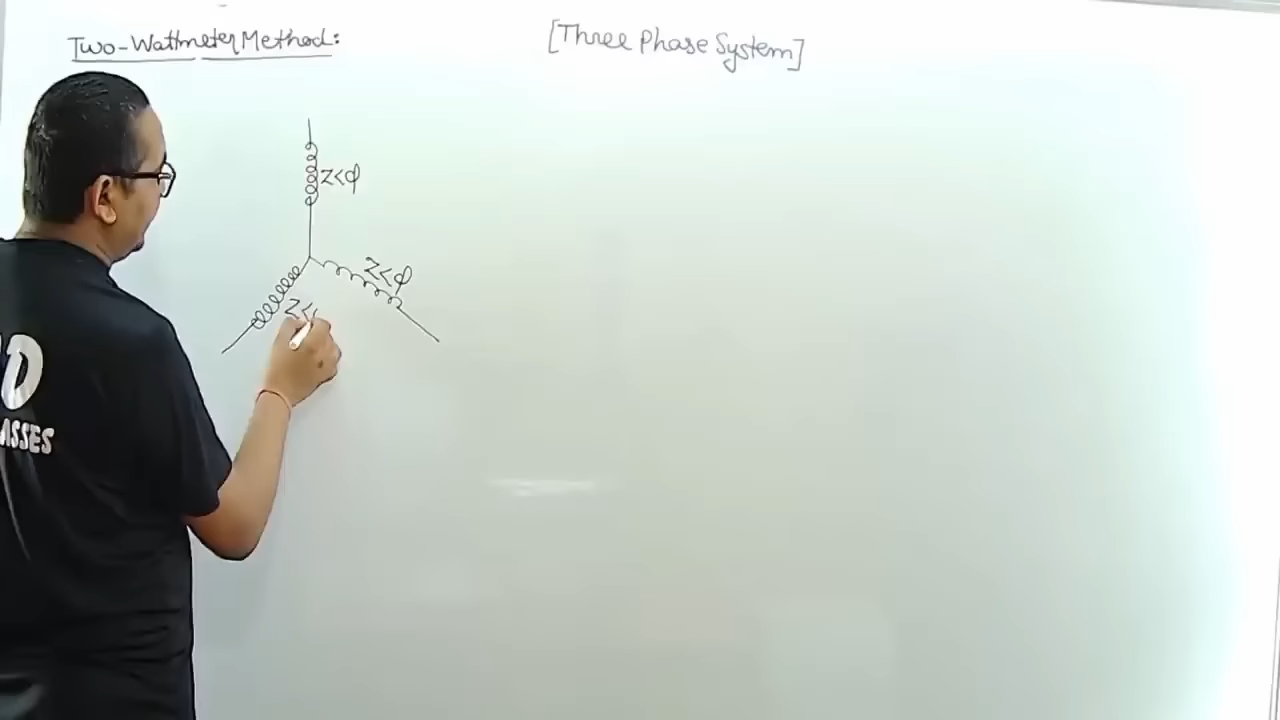 Two-Wattmeter Method:
[Three Phase System]
Z<φ
Z<φ
Z<
D
ASSES